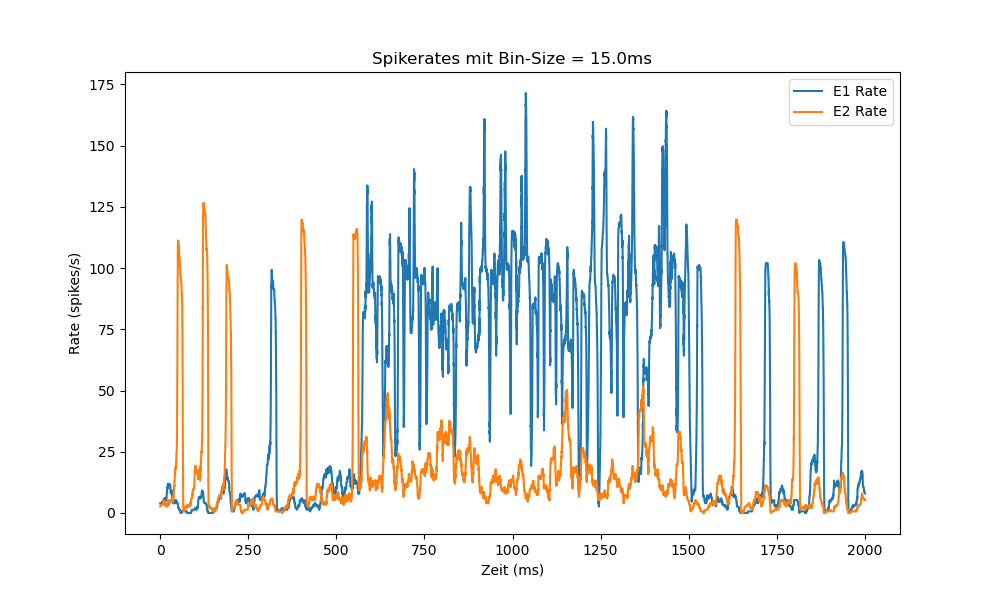 Spikerates mit Bin-Size = 15.0ms
E1 Rate
E2 Rate
Rate (spikes/s)
175
150
125
100
75
50
25
0
0 250 500 750 1000 1250 1500 1750 2000
Zeit (ms)